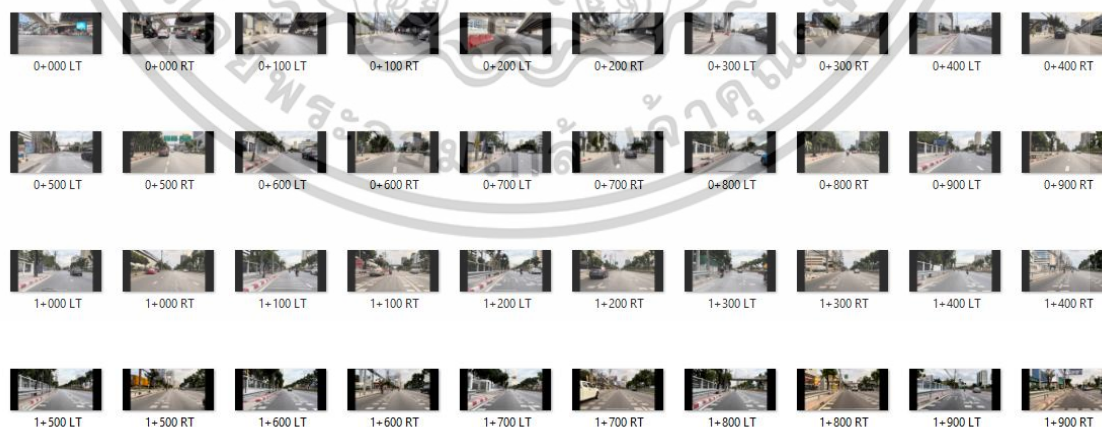 0+000 LT 0+000 RT 0+100 LT 0+100 RT 0+200 LT 0+200 RT 0+300 LT 0+300 RT 0+400 LT 0+400 RT
0+500 LT 0+500 RT 0+600 LT 0+600 RT 0+700 LT 0+700 RT 0+800 LT 0+800 RT 0+900 LT 0+900 RT
1+000 LT 1+000 RT 1+100 LT 1+100 RT 1+200 LT 1+200 RT 1+300 LT 1+300 RT 1+400 LT 1+400 RT
1+500 LT 1+500 RT 1+600 LT 1+600 RT 1+700 LT 1+700 RT 1+800 LT 1+800 RT 1+900 LT 1+900 RT